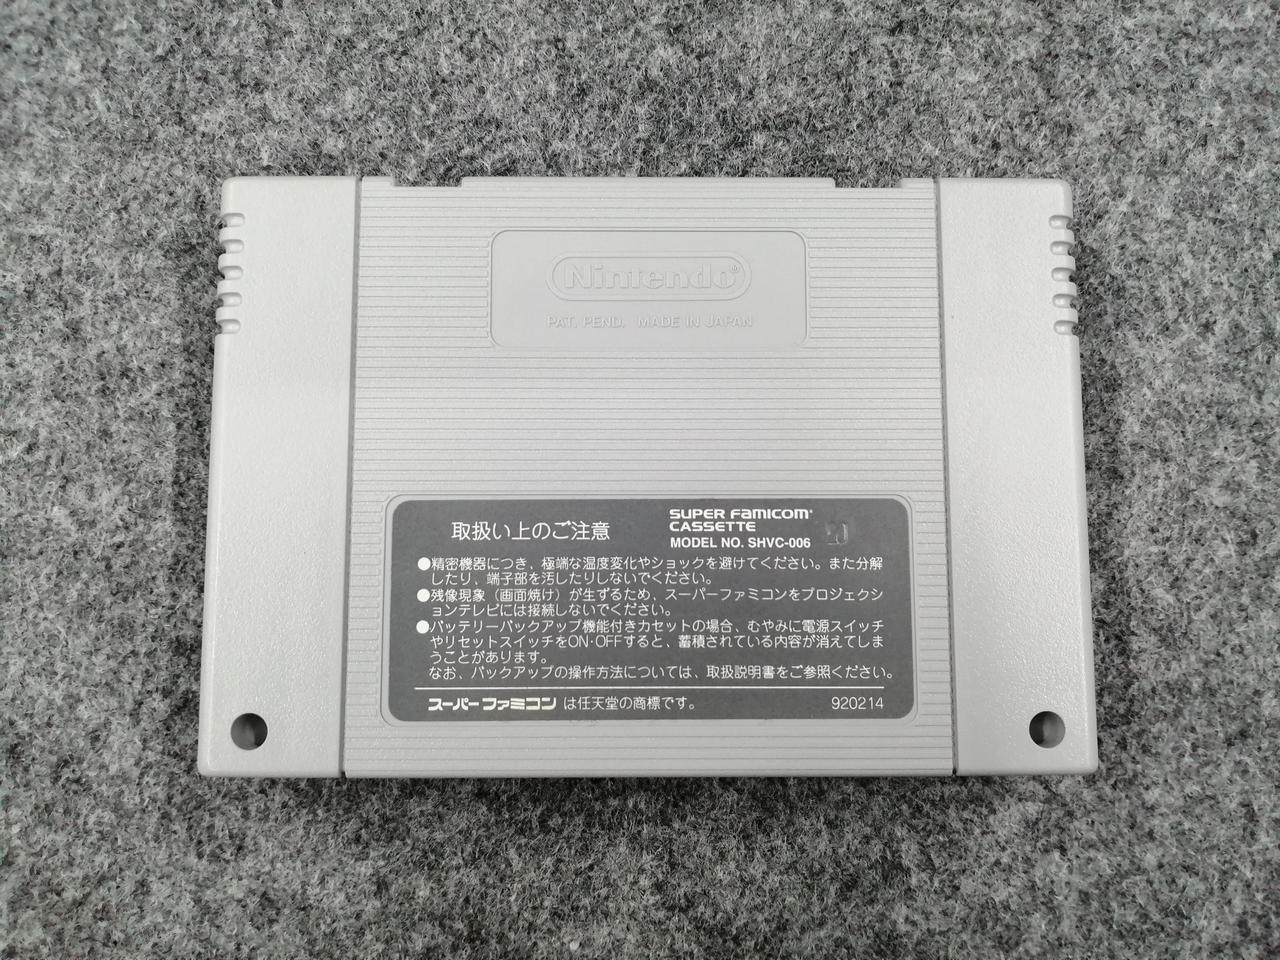 Nintendo®
PAT. PEND. MADE IN JAPAN
取扱い上のご注意
SUPER FAMICOM
CASSETTE
MODEL NO. SHVC-006
●精密機器につき、極端な温度変化やショックを避けてください。また分解
したり、端子部を汚したりしないでください。
●残像現象（画面焼け）が生ずるため、スーパーファミコンをプロジェクシ
ョンテレビには接続しないでください。
●バッテリーバックアップ機能付きカセットの場合、むやみに電源スイッチ
やリセットスイッチをON・OFFすると、蓄積されている内容が消えてしま
うことがあります。
なお、バックアップの操作方法については、取扱説明書をご参照ください。
スーパーファミコン は任天堂の商標です。
920214